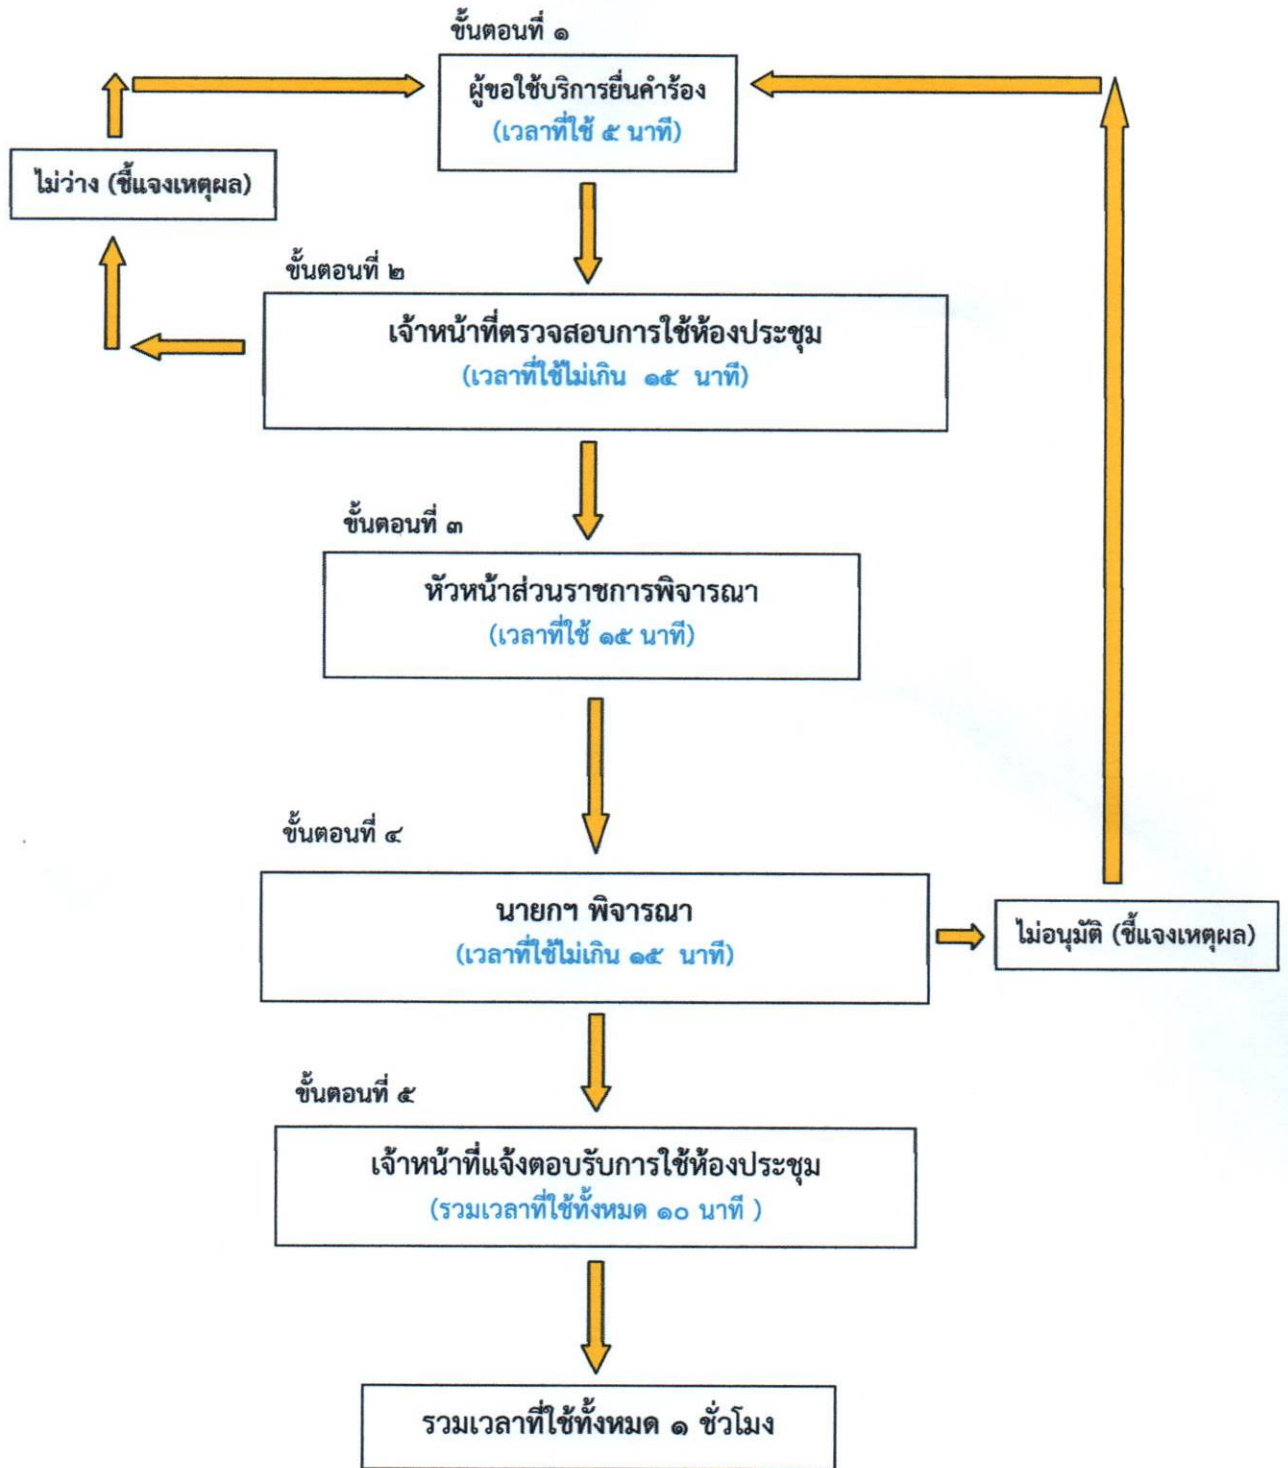 ขั้นตอนที่ ๑
ผู้ขอใช้บริการยื่นคำร้อง
(เวลาที่ใช้ ๕ นาที)
ไม่ว่าง (ชี้แจงเหตุผล)
ขั้นตอนที่ ๒
เจ้าหน้าที่ตรวจสอบการใช้ห้องประชุม
(เวลาที่ใช้ไม่เกิน ๑๕ นาที)
ขั้นตอนที่ ๓
หัวหน้าส่วนราชการพิจารณา
(เวลาที่ใช้ ๑๕ นาที)
ขั้นตอนที่ ๔
นายกฯ พิจารณา
(เวลาที่ใช้ไม่เกิน ๑๕ นาที)
ไม่อนุมัติ (ชี้แจงเหตุผล)
ขั้นตอนที่ ๕
เจ้าหน้าที่แจ้งตอบรับการใช้ห้องประชุม
(รวมเวลาที่ใช้ทั้งหมด ๑๐ นาที )
รวมเวลาที่ใช้ทั้งหมด ๑ ชั่วโมง